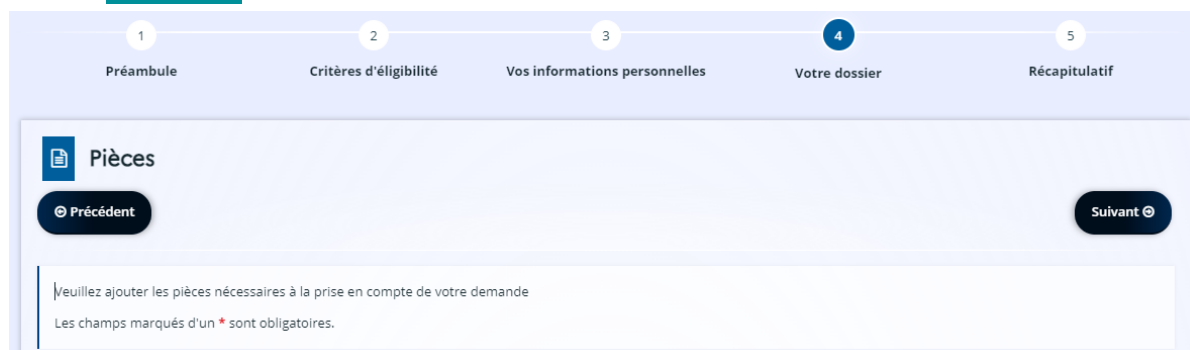 1 2 3 4 5
Préambule Critères d'éligibilité Vos informations personnelles Votre dossier Récapitulatif
Pièces
Précédent Suivant
Veuillez ajouter les pièces nécessaires à la prise en compte de votre demande
Les champs marqués d'un * sont obligatoires.